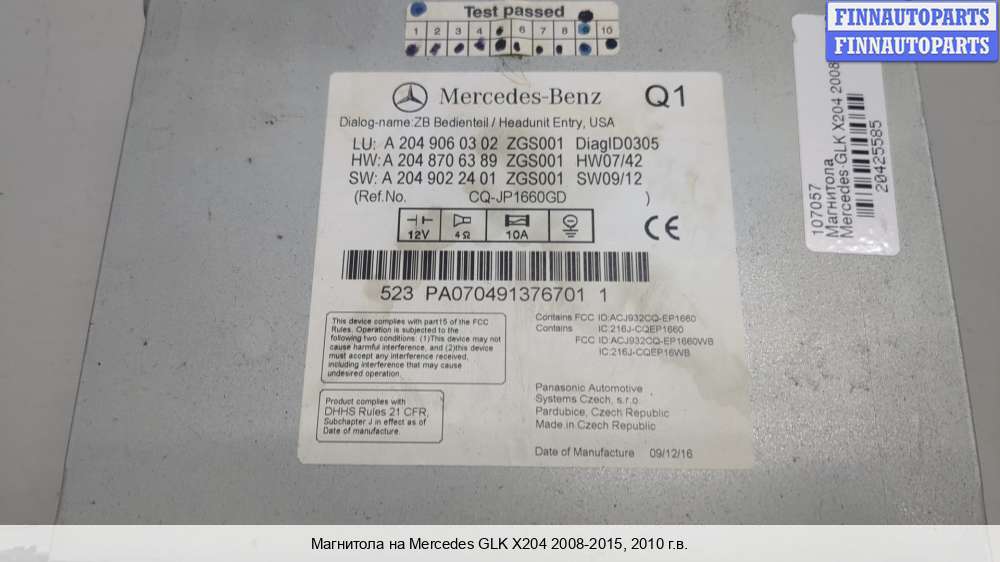 Test passed
1 2 3 4 6 7 8 10
FINNAUTOPARTS
FINNAUTOPARTS
Mercedes-Benz Q1
Dialog-name:ZB Bedienteil / Headunit Entry, USA
LU: A 204 906 03 02 ZGS001 DiagID0305
HW: A 204 870 63 89 ZGS001 HW07/42
SW: A 204 902 24 01 ZGS001 SW09/12
(Ref.No. CQ-JP1660GD )
12V 4Ω 10A
CE
523 PA070491376701 1
This device complies with part15 of the FCC
Rules. Operation is subjected to the
following two conditions: (1)This device may not
cause harmful interference, and (2)this device
must accept any interference received,
including interference that may cause
undesired operation.
Contains FCC ID:ACJ932CQ-EP1660
Contains IC:216J-CQEP1660
FCC ID:ACJ932CQ-EP1660WB
IC:216J-CQEP16WB
Product complies with
DHHS Rules 21 CFR,
Subchapter J in effect as of
Date of manufacture.
Panasonic Automotive
Systems Czech, s.r.o.
Pardubice, Czech Republic
Made in Czech Republic
Date of Manufacture 09/12/16
107057
Магнитола
Mercedes GLK X204 2008
20425585
Магнитола на Mercedes GLK X204 2008-2015, 2010 г.в.